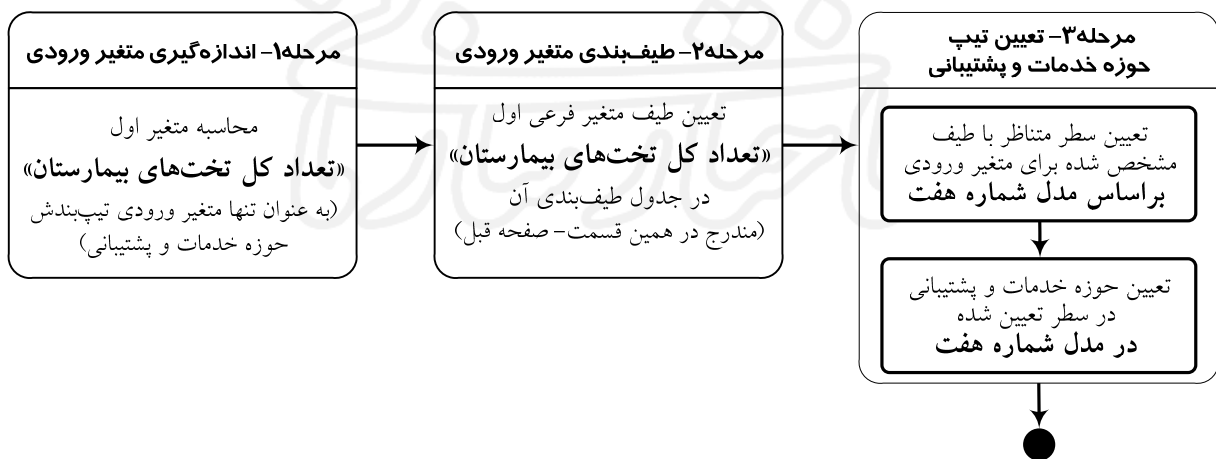 مرحله۱– اندازه‌گیری متغیر ورودی
محاسبه متغیر اول
«تعداد کل تخت‌های بیمارستان»
(به عنوان تنها متغیر ورودی تیپ‌بندش
حوزه خدمات و پشتیبانی)
مرحله۲– طیف‌بندی متغیر ورودی
تعیین طیف متغیر فرعی اول
«تعداد کل تخت‌های بیمارستان»
در جدول طیف‌بندی آن
(مندرج در همین قسمت– صفحه قبل)
مرحله۳– تعیین تیپ
حوزه خدمات و پشتیبانی
تعیین سطر متناظر با طیف
مشخص شده برای متغیر ورودی
براساس مدل شماره هفت
تعیین حوزه خدمات و پشتیبانی
در سطر تعیین شده
در مدل شماره هفت